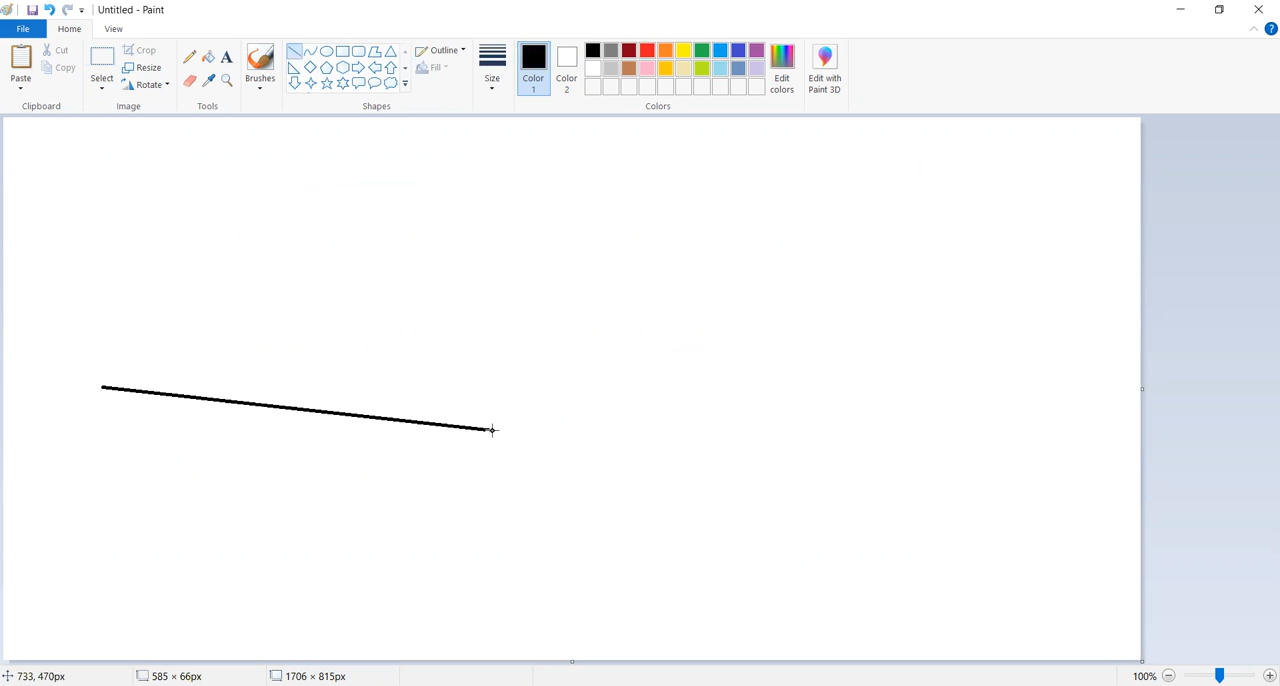 Untitled - Paint
File
Home
View
Paste
Cut
Copy
Clipboard
Select
Crop
Resize
Rotate
Image
A
Tools
Brushes
Shapes
Outline
Fill
Size
Color
1
Color
2
Colors
Edit
colors
Edit with
Paint 3D
?
733, 470px
585 × 66px
1706 × 815px
100%